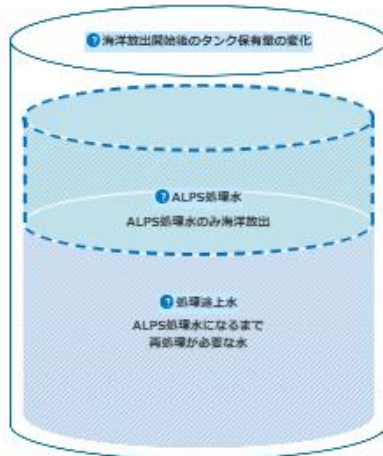 ? 海洋放出開始後のタンク保有量の変化
? ALPS処理水
ALPS処理水のみ海洋放出
? 処理途上水
ALPS処理水になるまで
再処理が必要な水